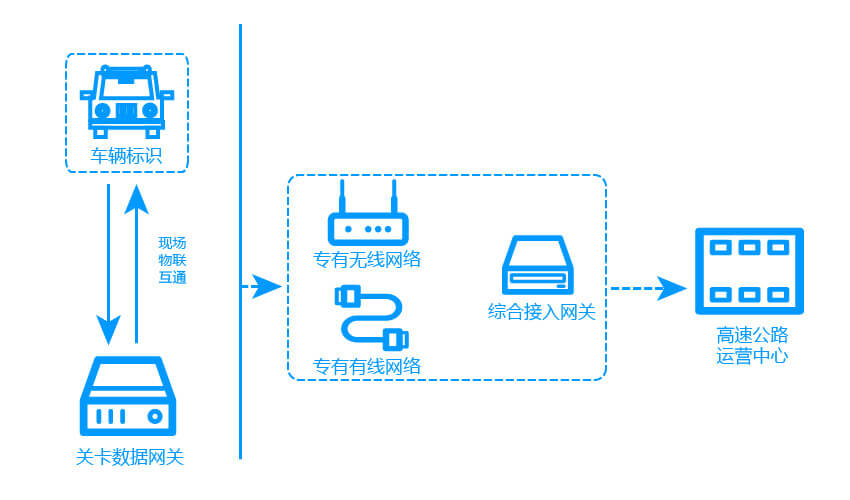 车辆标识
现场
物联
互通
关卡数据网关
专有无线网络
专有有线网络
综合接入网关
高速公路
运营中心